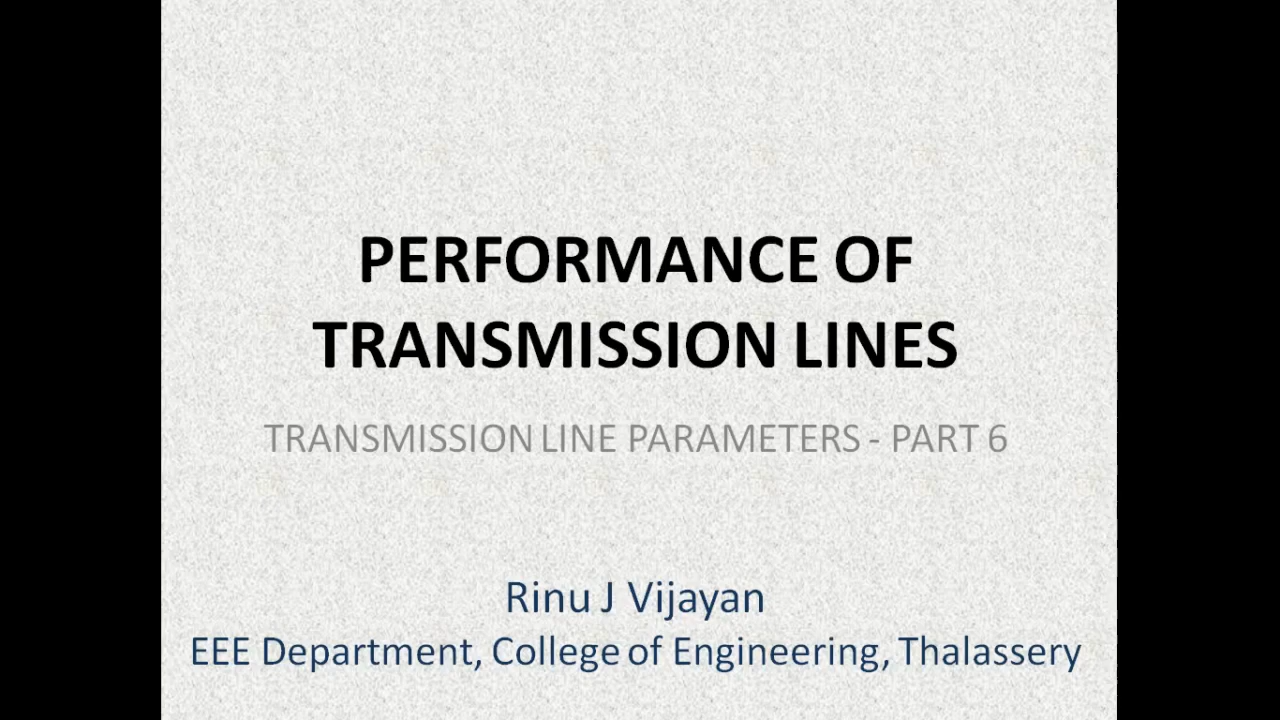 PERFORMANCE OF
TRANSMISSION LINES
TRANSMISSION LINE PARAMETERS - PART 6
Rinu J Vijayan
EEE Department, College of Engineering, Thalassery